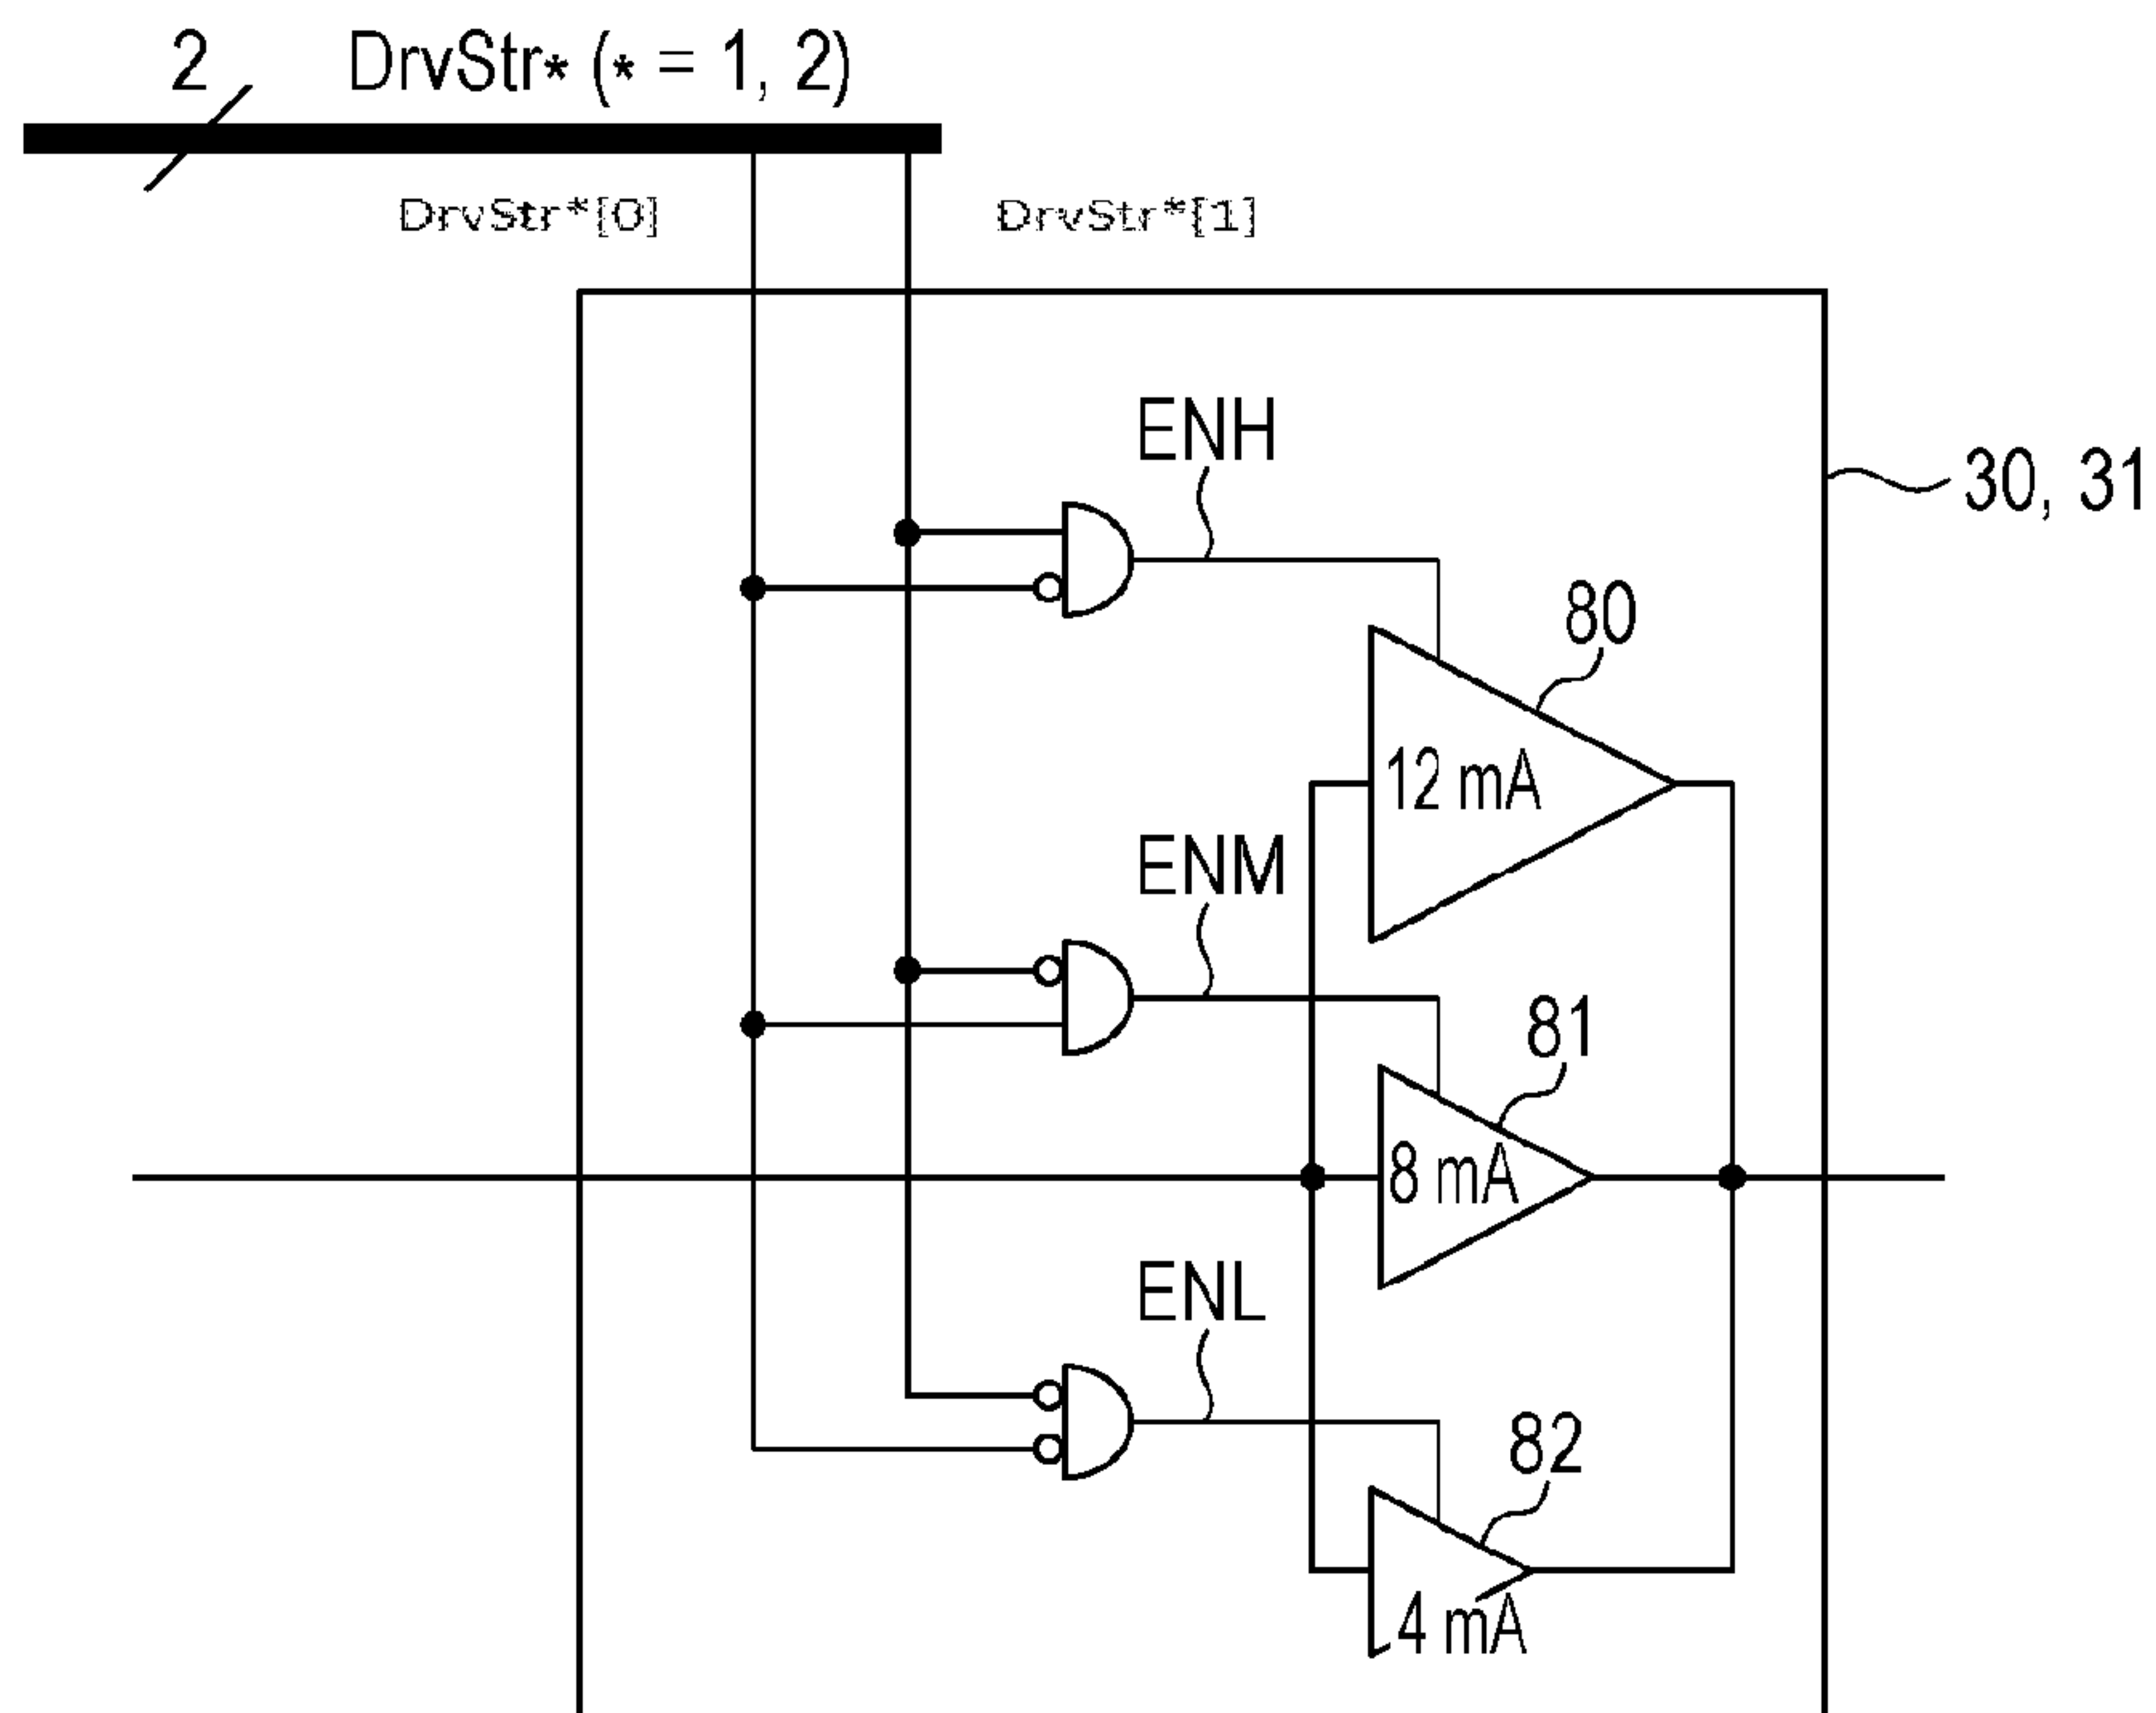 2 DrvStr* (* = 1, 2)
DrvStr*[0] DrvStr*[1]
ENH
30, 31
80
12 mA
ENM
81
8 mA
ENL
82
4 mA